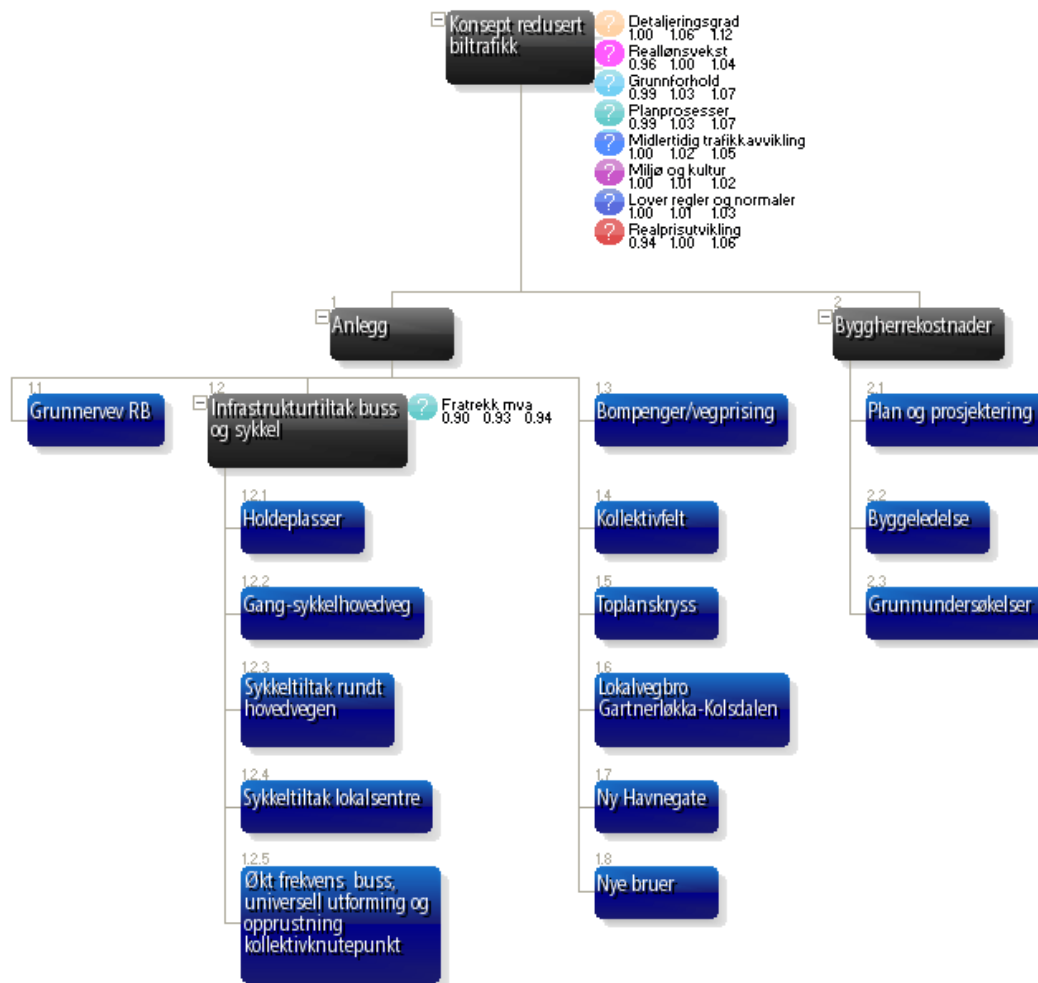 Konsept redusert
biltrafikk
? Detaljeringsgrad
1.00 1.06 1.12
? Reallønsvekst
0.96 1.00 1.04
? Grunnforhold
0.99 1.03 1.07
? Planprosesser
0.99 1.03 1.07
? Midlertidig trafikkavvikling
1.00 1.02 1.05
? Miljø og kultur
1.00 1.01 1.02
? Lover regler og normaler
1.00 1.01 1.03
? Realprisutvikling
0.94 1.00 1.06
1
Anlegg
2
Byggherrekostnader
1.1
Grunnervev RB
1.2
Infrastrukturtiltak buss
og sykkel
? Fratrekk mva
0.90 0.93 0.94
1.2.1
Holdeplasser
1.2.2
Gang-sykkelhovedveg
1.2.3
Sykkeltiltak rundt
hovedvegen
1.2.4
Sykkeltiltak lokalsentre
1.2.5
Økt frekvens buss,
universell utforming og
opprustning
kollektivknutepunkt
1.3
Bompenger/vegprising
1.4
Kollektivfelt
1.5
Toplanskryss
1.6
Lokalvegbro
Gartnerløkka-Kolsdalen
1.7
Ny Havnegate
1.8
Nye bruer
2.1
Plan og prosjektering
2.2
Byggeledelse
2.3
Grunnundersøkelser